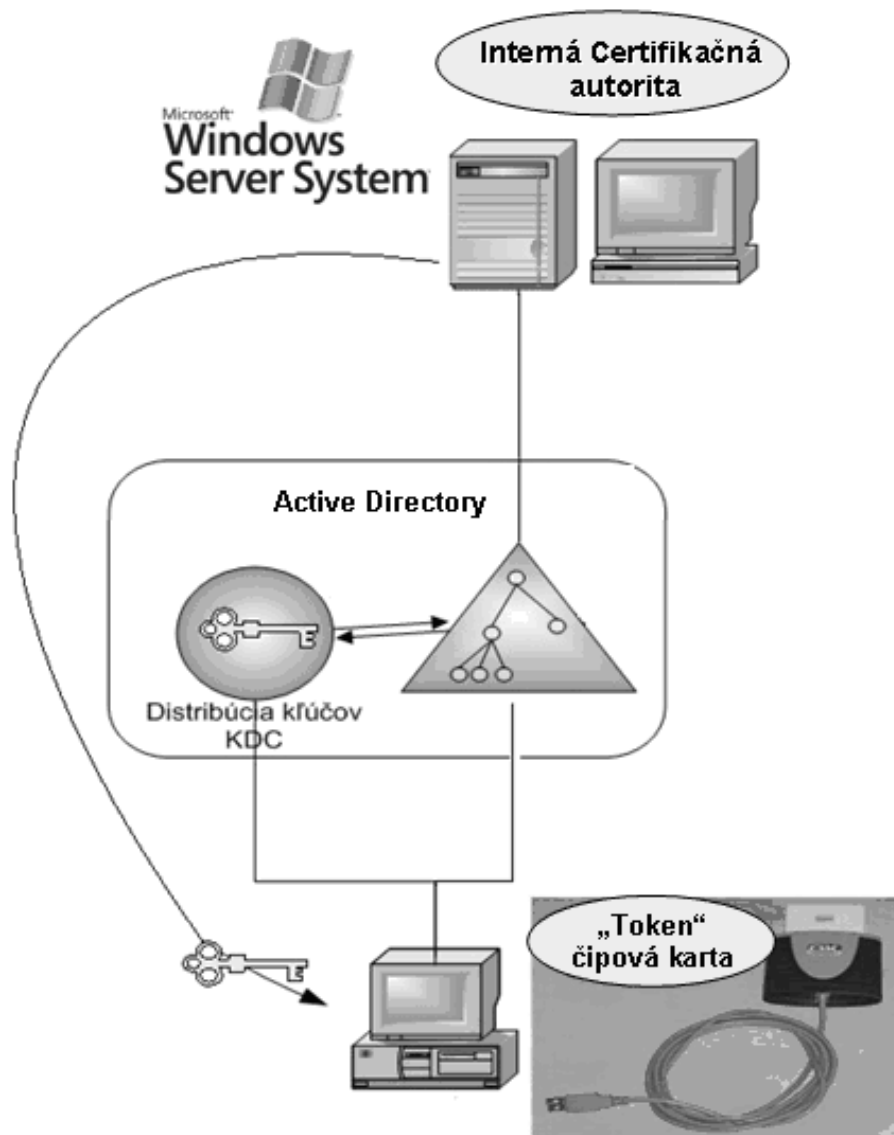 Interná Certifikačná
autorita
Microsoft
Windows
Server System
Active Directory
Distribúcia kľúčov
KDC
„Token“
čipová karta